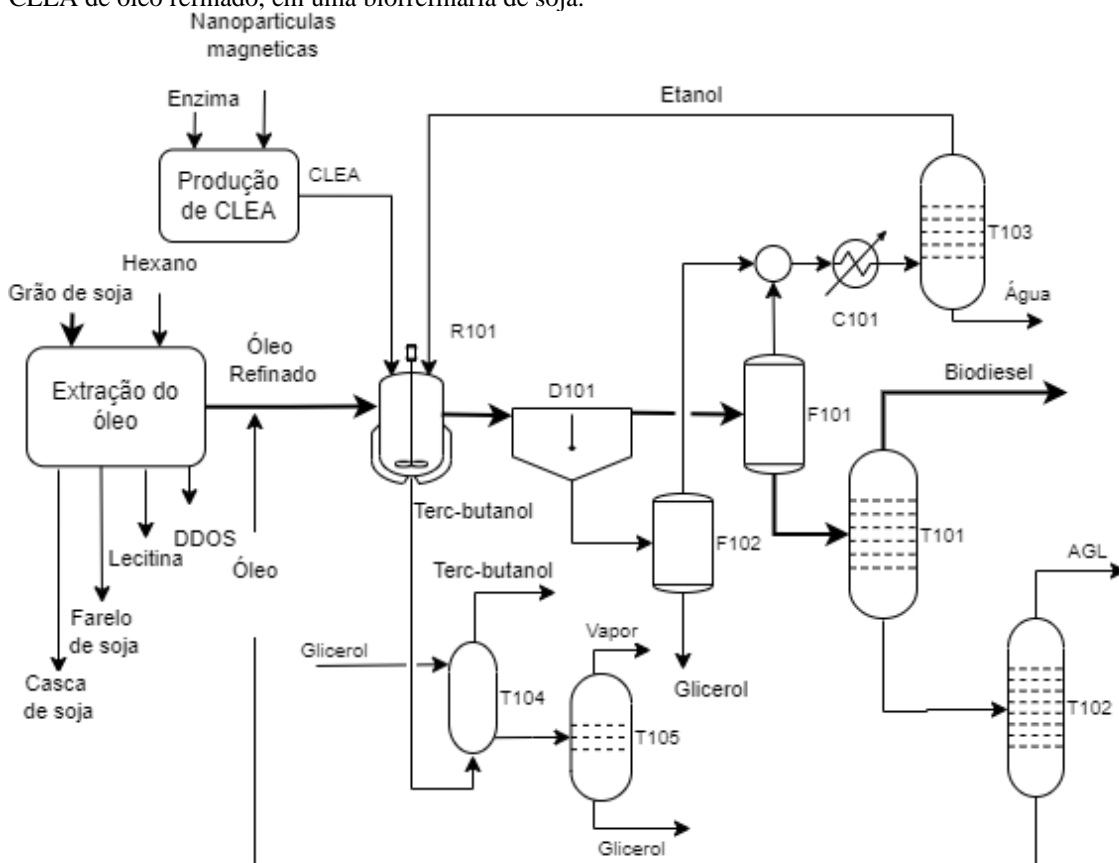 CLEA de óleo refinado, em uma biorrefinaria de soja.
Nanoparticulas
magneticas
Enzima
Etanol
Produção
de CLEA
CLEA
T103
Hexano
Grão de soja
Água
C101
R101
Óleo
Refinado
Extração do
óleo
D101
Biodiesel
F101
Terc-butanol
T101
DDOS
Lecitina
F102
Óleo
Terc-butanol
AGL
Farelo
de soja
Vapor
Glicerol
Casca
de soja
Glicerol
T104
T102
T105
Glicerol